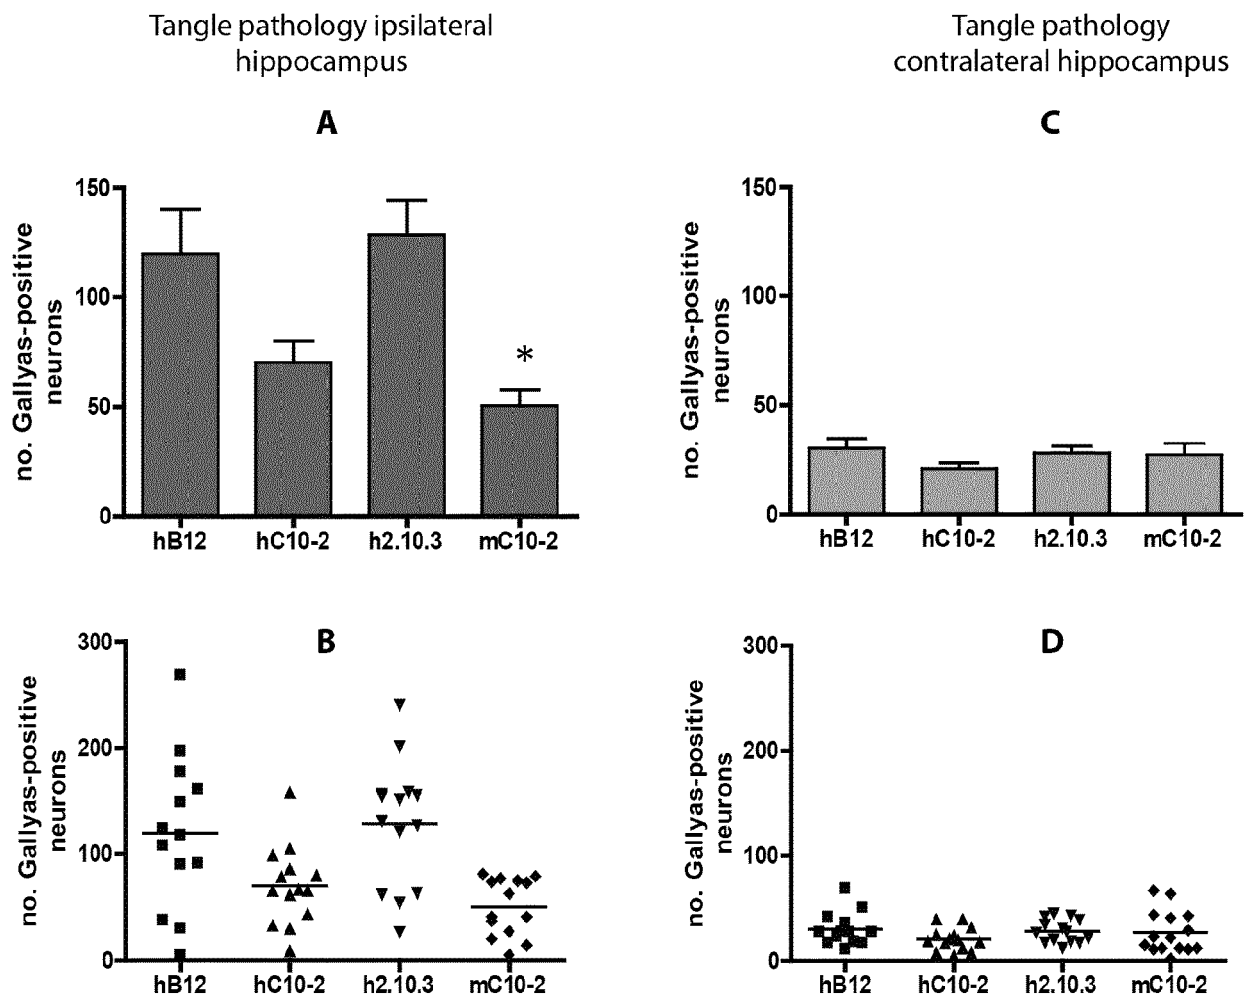 Tangle pathology ipsilateral
hippocampus
Tangle pathology
contralateral hippocampus
A
150
100
50
0
no. Gallyas-positive
neurons
*
hB12 hC10-2 h2.10.3 mC10-2
C
150
100
50
0
no. Gallyas-positive
neurons
hB12 hC10-2 h2.10.3 mC10-2
B
300
200
100
0
no. Gallyas-positive
neurons
hB12 hC10-2 h2.10.3 mC10-2
D
300
200
100
0
no. Gallyas-positive
neurons
hB12 hC10-2 h2.10.3 mC10-2